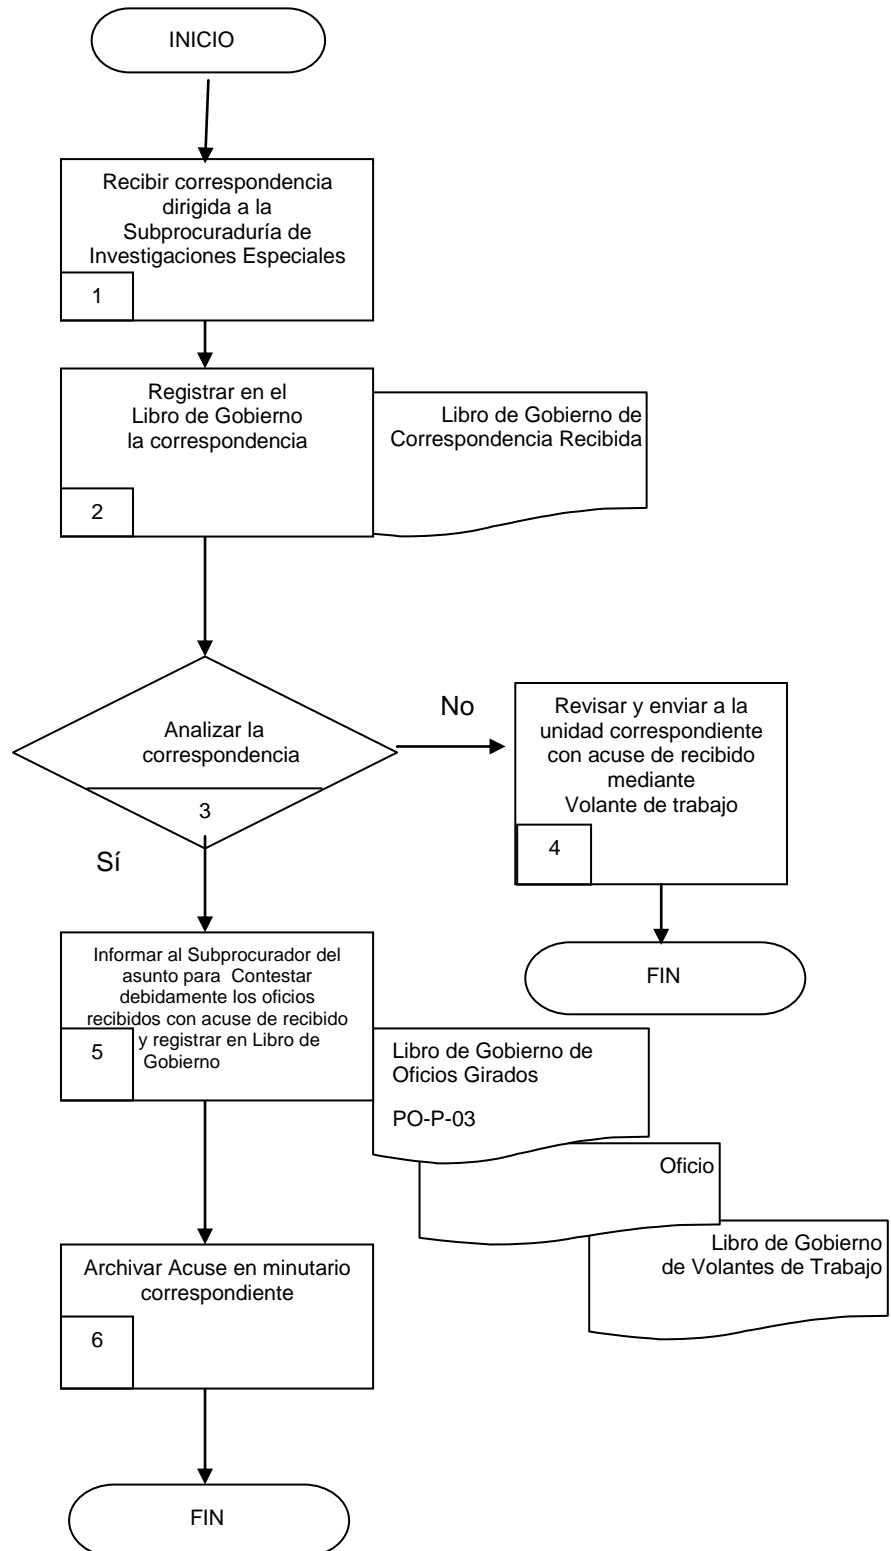 INICIO
Recibir correspondencia
dirigida a la
Subprocuraduría de
Investigaciones Especiales
1
Registrar en el
Libro de Gobierno
la correspondencia
2
Libro de Gobierno de
Correspondencia Recibida
Analizar la
correspondencia
3
No
Revisar y enviar a la
unidad correspondiente
con acuse de recibido
mediante
Volante de trabajo
4
FIN
Sí
Informar al Subprocurador del
asunto para Contestar
debidamente los oficios
recibidos con acuse de recibido
y registrar en Libro de
Gobierno
5
Libro de Gobierno de
Oficios Girados
PO-P-03
Oficio
Libro de Gobierno
de Volantes de Trabajo
Archivar Acuse en minutario
correspondiente
6
FIN